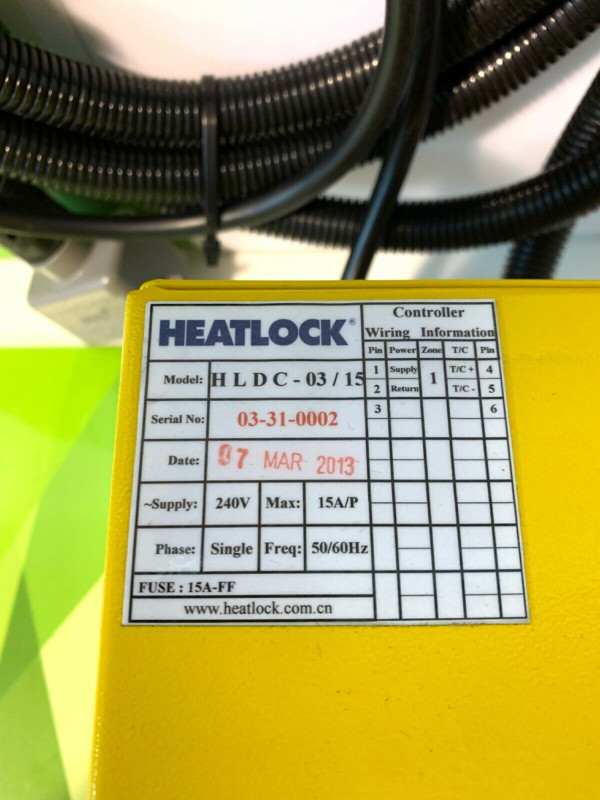 HEATLOCK®
Model: HLDC-03/15
Serial No: 03-31-0002
Date: 07 MAR 2013
~Supply: 240V Max: 15A/P
Phase: Single Freq: 50/60Hz
FUSE : 15A-FF
www.heatlock.com.cn
Controller
Wiring Information
Pin Power Zone T/C Pin
1 Supply 1 T/C+ 4
2 Return T/C- 5
3 6